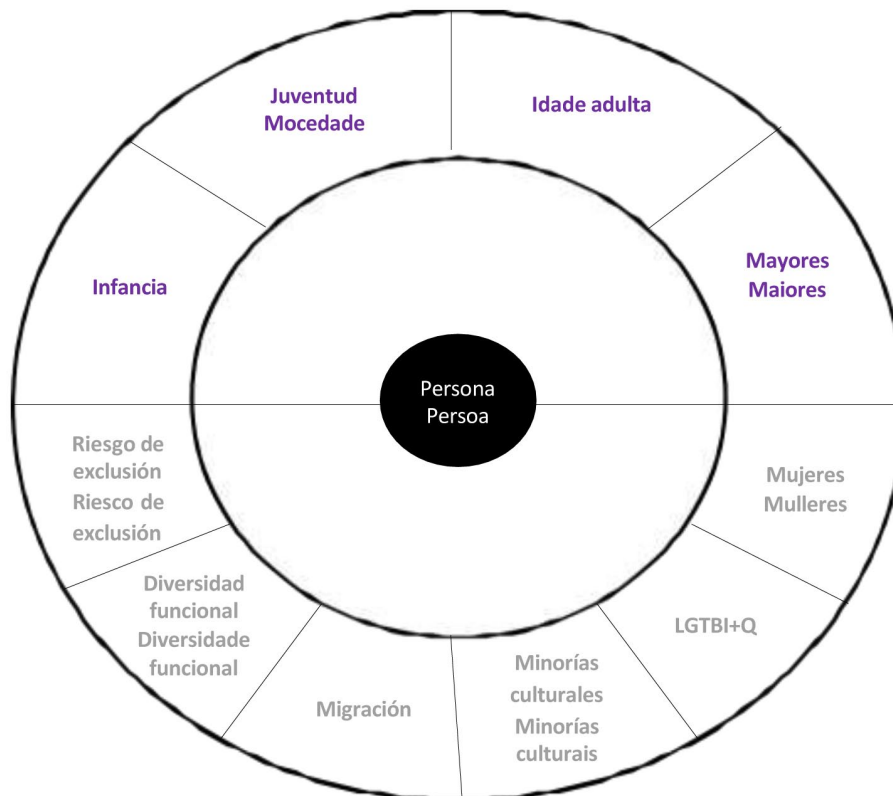 Juventud
Mocedade
Idade adulta
Mayores
Maiores
Infancia
Persona
Persoa
Riesgo de
exclusión
Riesco de
exclusión
Mujeres
Mulleres
Diversidad
funcional
Diversidade
funcional
LGTBI+Q
Migración
Minorías
culturales
Minorías
culturais